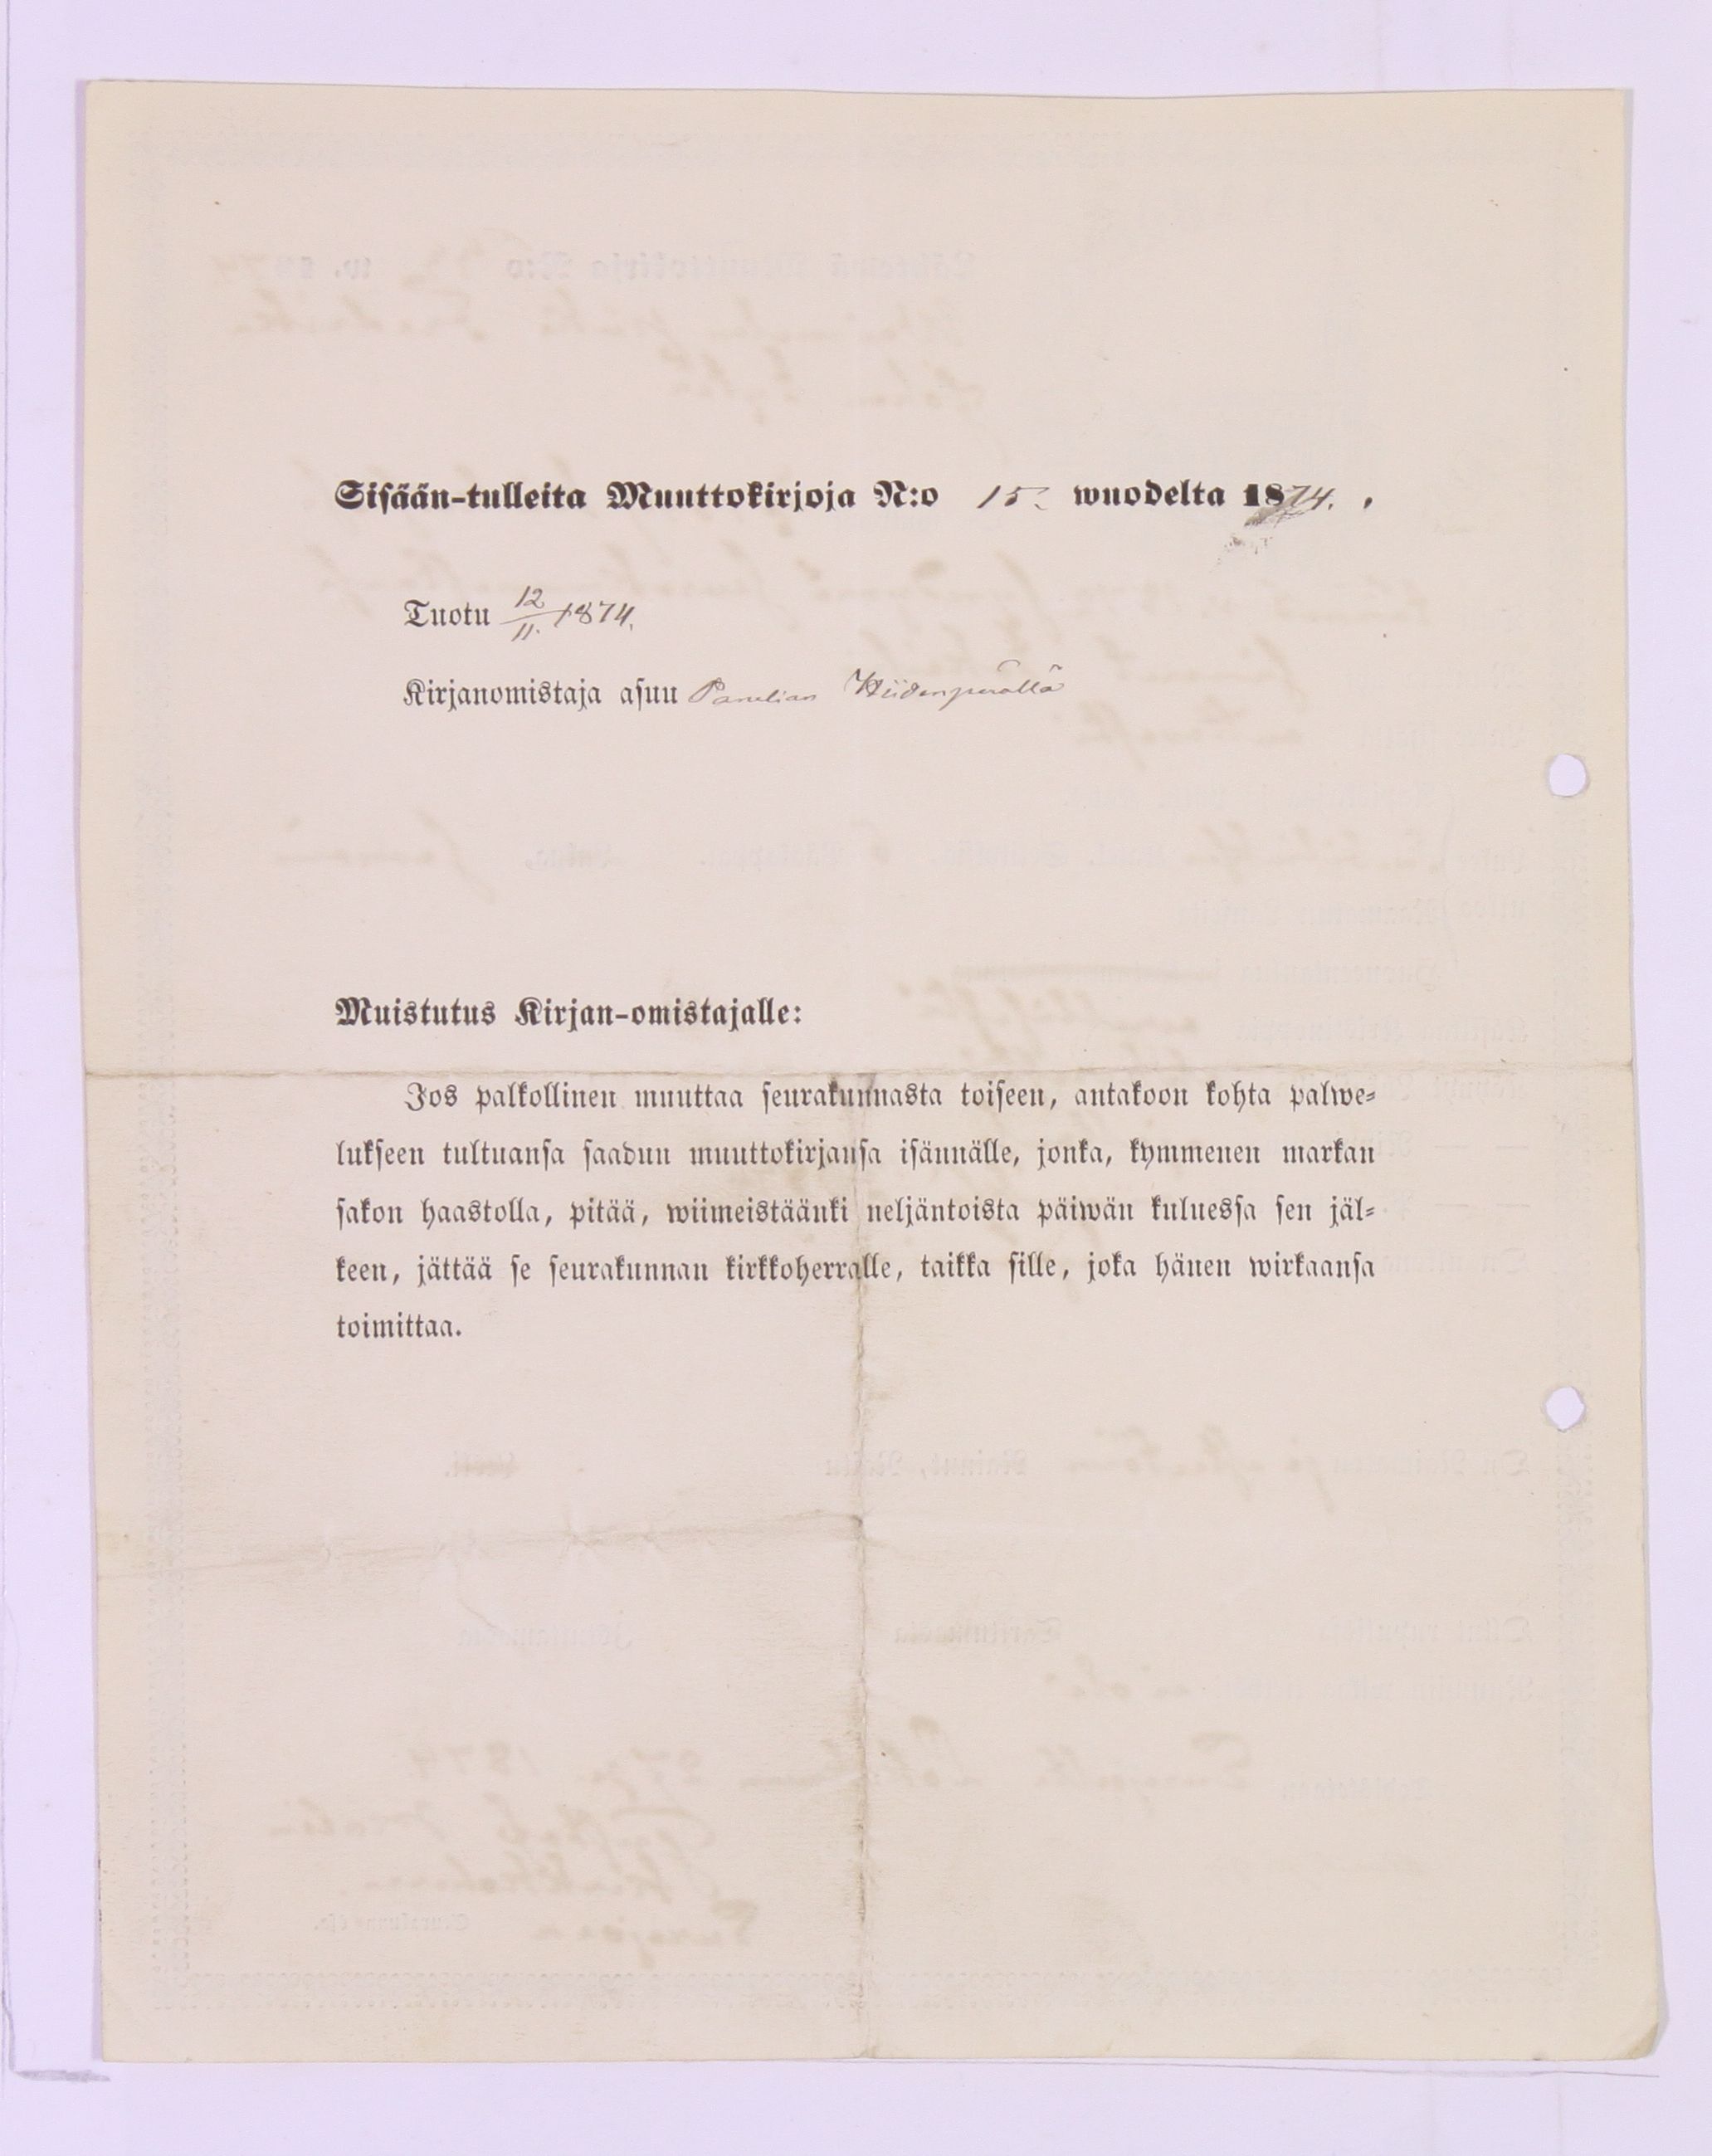 Sisään-tulleita Muuttokirjoja N:o 15. wuodelta 1874.
Tuotu 12/11. 1874.
Kirjanomistaja asuu Panelian Hiidenperällä
Muistutus Kirjan-omistajalle:
Jos palkollinen muuttaa seurakunnasta toiseen, antakoon kohta palwe-
lukseen tultuansa saadun muuttokirjansa isännälle, jonka, kymmenen markan
sakon haastolla, pitää, wiimeistäänki neljäntoista päiwän kuluessa sen jäl-
keen, jättää se seurakunnan kirkkoherralle, taikka sille, joka hänen wirkaansa
toimittaa.